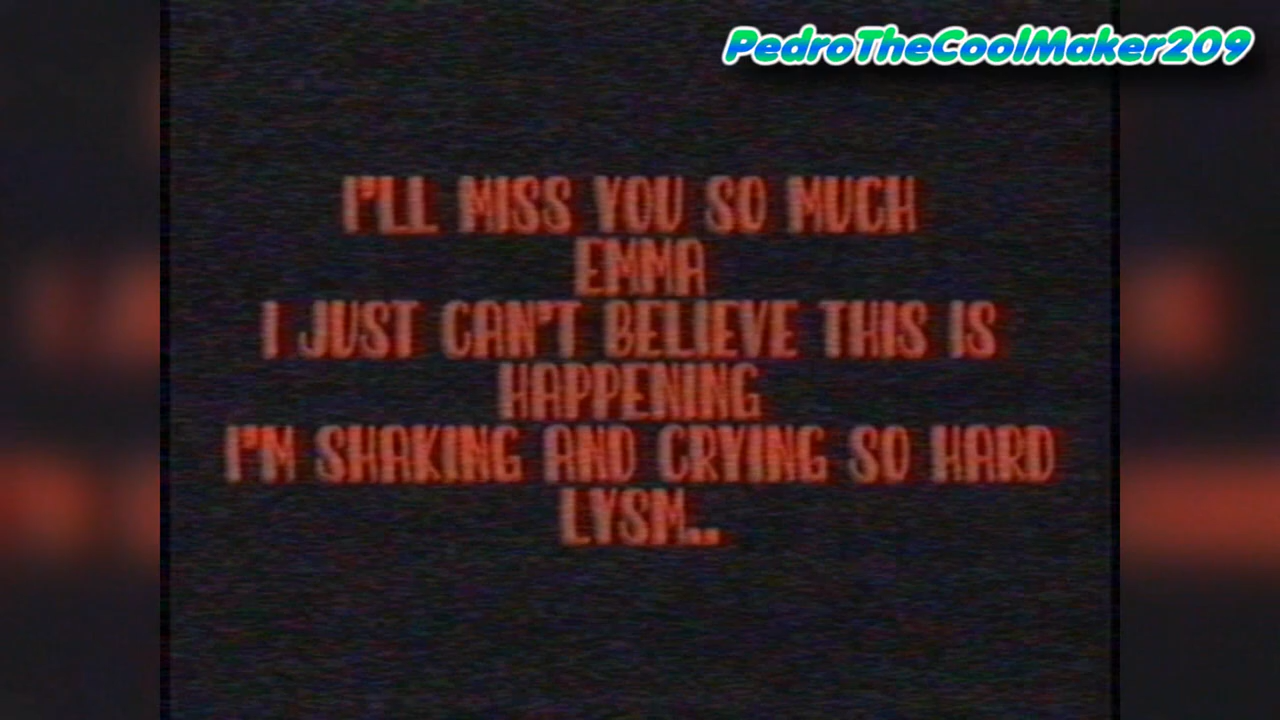 PedroTheCoolMaker209
I'LL MISS YOU SO MUCH
EMMA
I JUST CAN'T BELIEVE THIS IS
HAPPENING
I'M SHAKING AND CRYING SO HARD
LYSM..